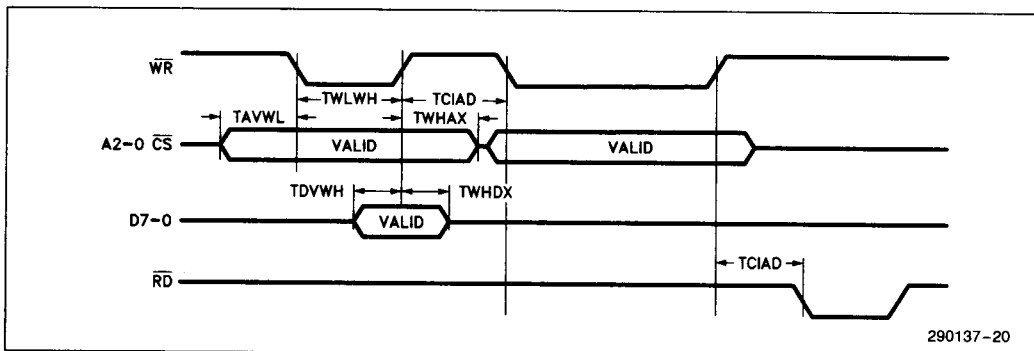 WR
TWLWH
TCIAD
TAVWL
TWHAX
A2-0 CS
VALID
VALID
TDVWH
TWHDX
D7-0
VALID
TCIAD
RD
290137-20